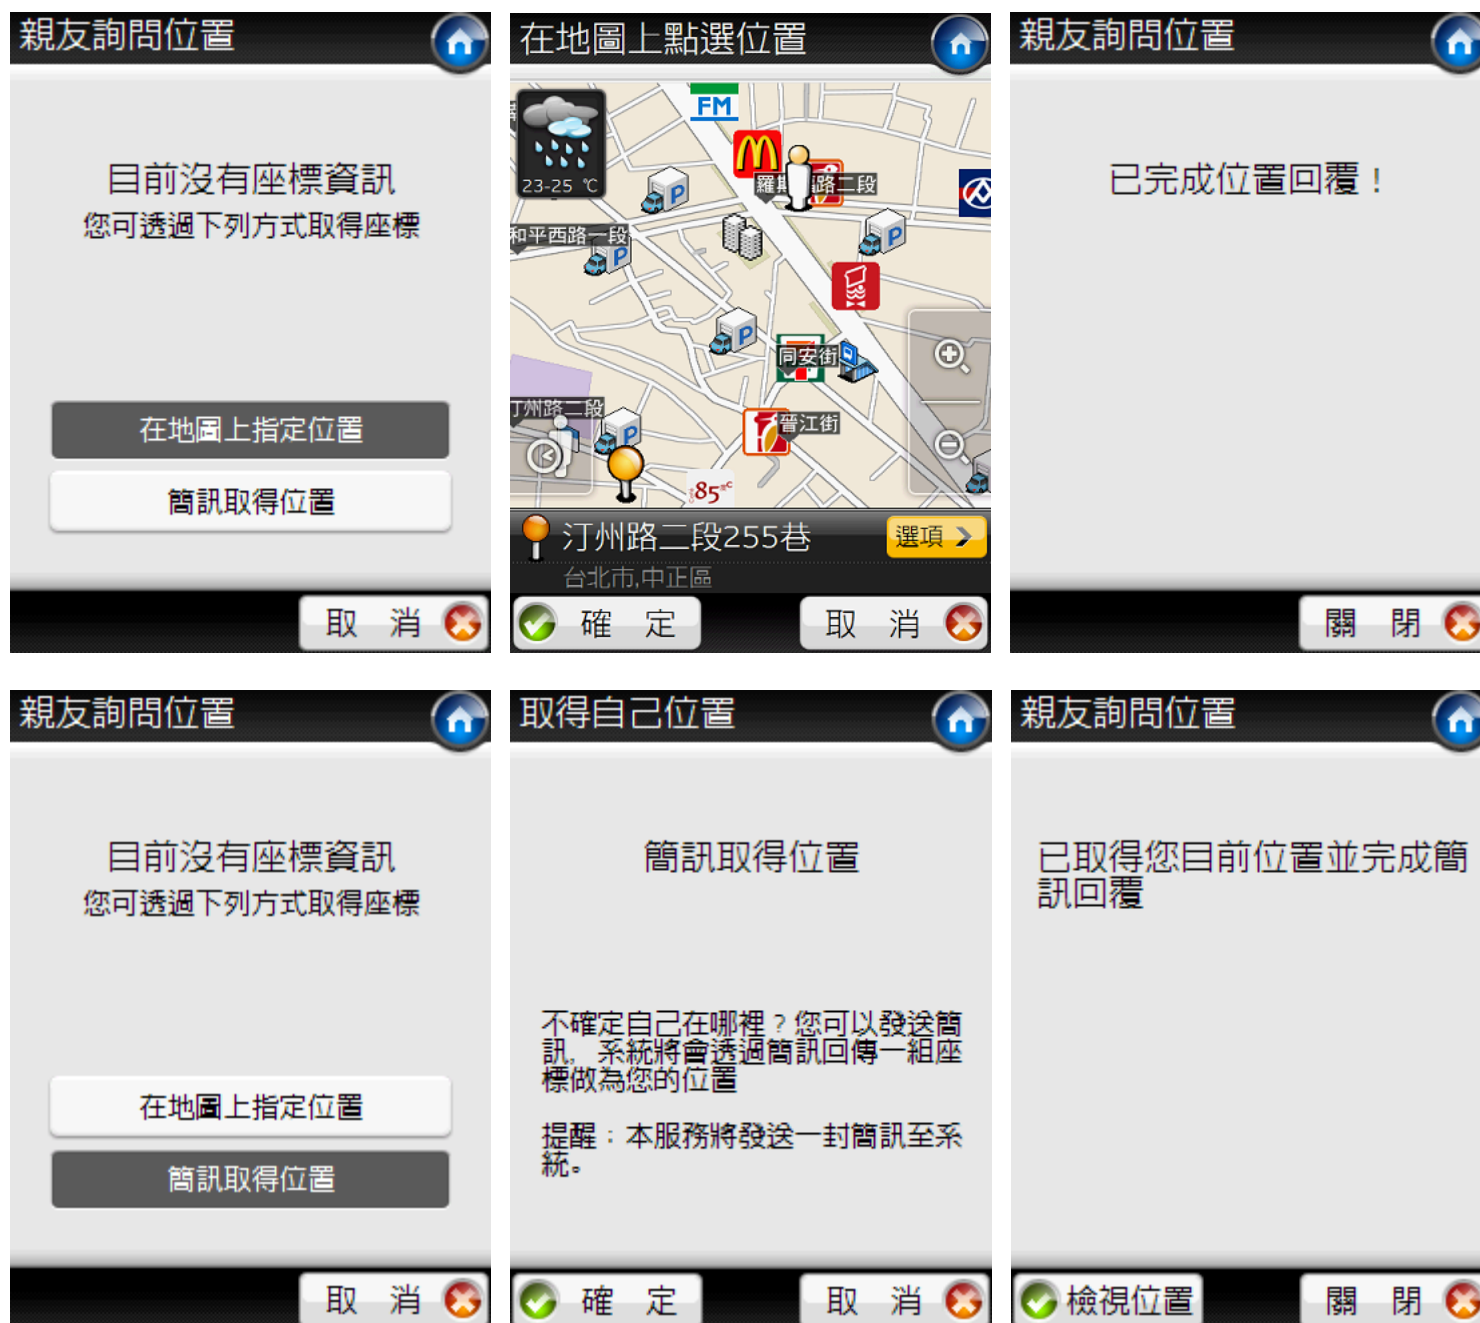 親友詢問位置
目前沒有座標資訊
您可透過下列方式取得座標
在地圖上指定位置
簡訊取得位置
取 消
在地圖上點選位置
FM
23-25 ℃
路二段
和平西路一段
P
P
P
P
同安街
汀州路二段
P
晉江街
85℃
汀州路二段255巷
選項
台北市,中正區
確 定
取 消
親友詢問位置
已完成位置回覆！
關 閉
親友詢問位置
目前沒有座標資訊
您可透過下列方式取得座標
在地圖上指定位置
簡訊取得位置
取 消
取得自己位置
簡訊取得位置
不確定自己在哪裡？您可以發送簡
訊，系統將會透過簡訊回傳一組座
標做為您的位置
提醒：本服務將發送一封簡訊至系
統。
確 定
取 消
親友詢問位置
已取得您目前位置並完成簡
訊回覆
檢視位置
關 閉